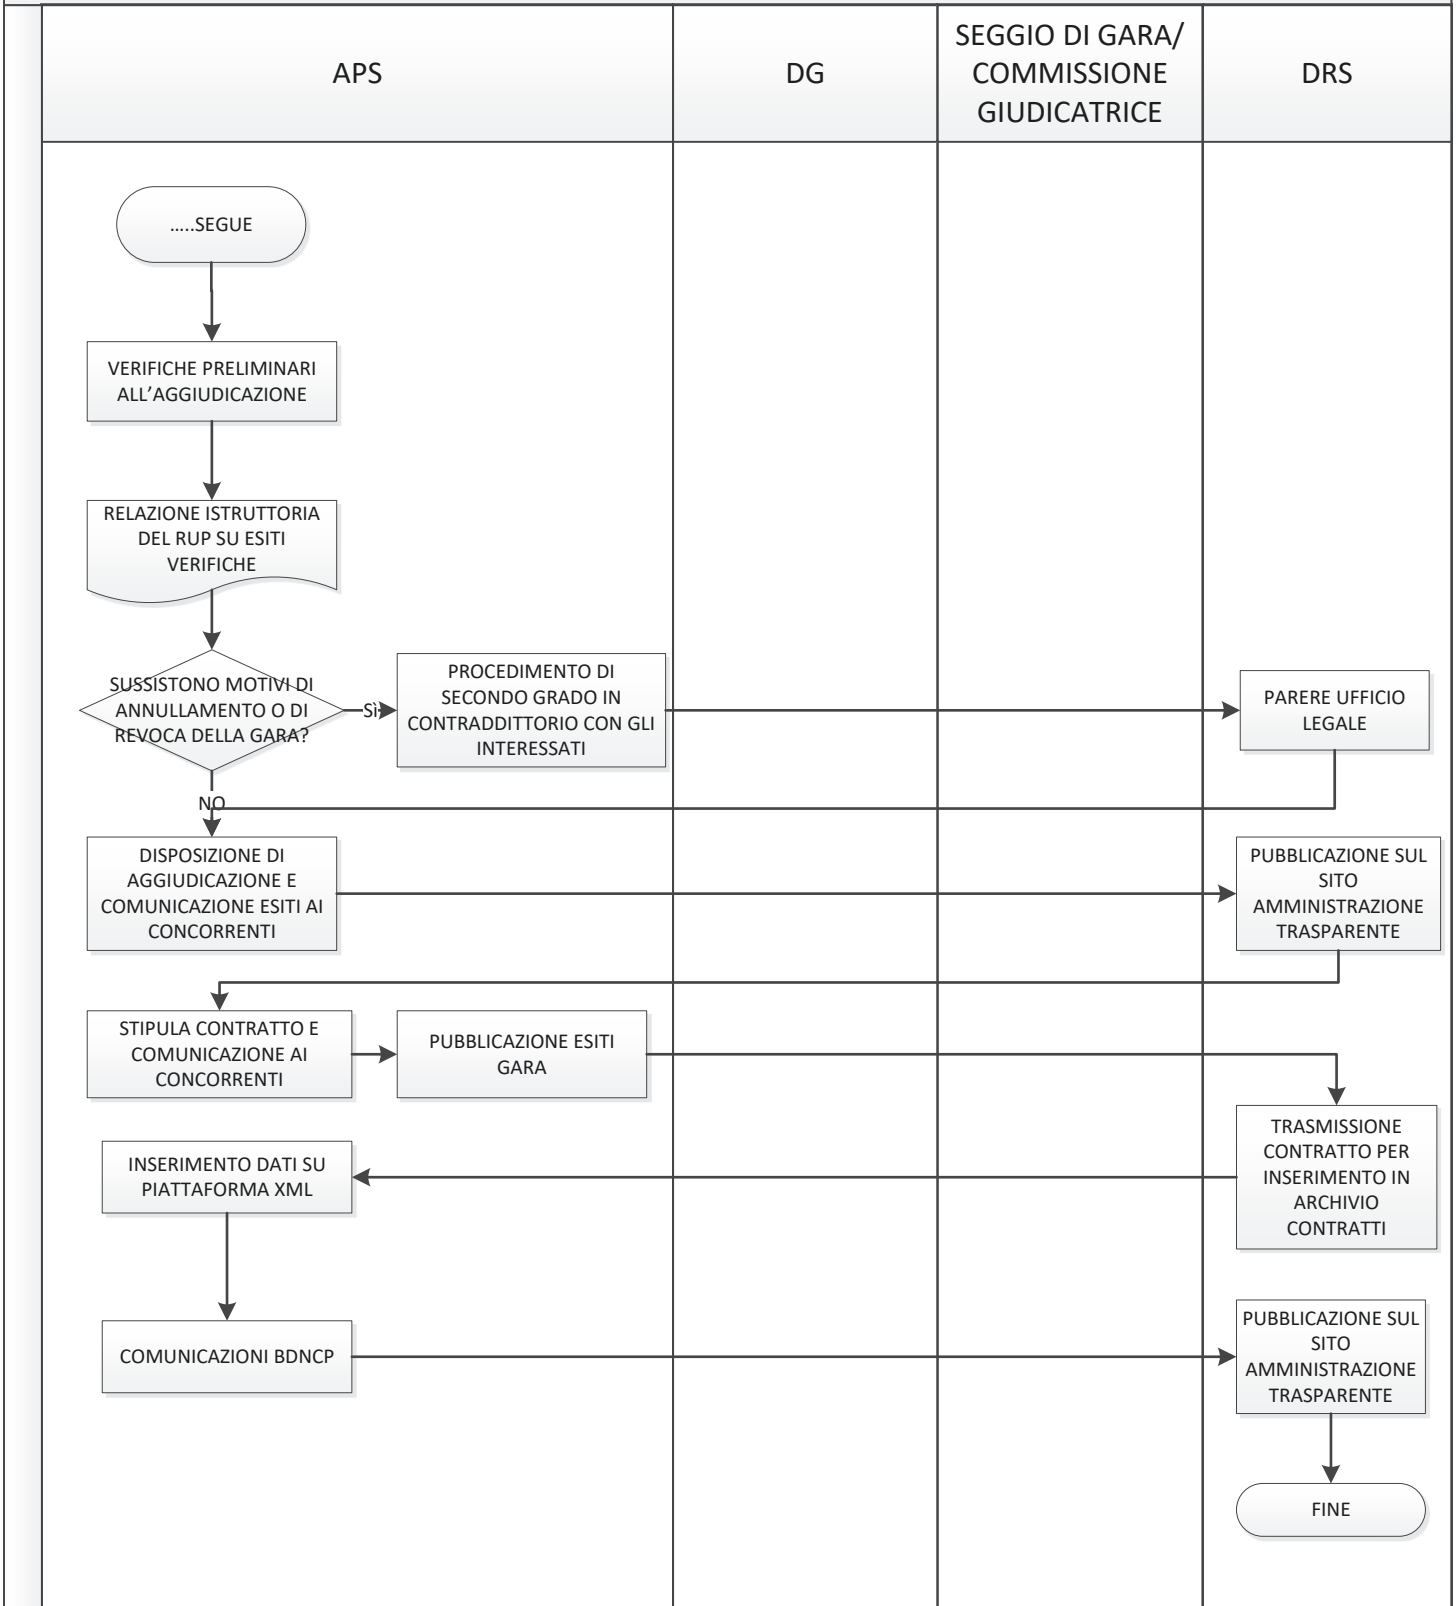 APS
DG
SEGGIO DI GARA/
COMMISSIONE
GIUDICATRICE
DRS
.....SEGUE
VERIFICHE PRELIMINARI
ALL’AGGIUDICAZIONE
RELAZIONE ISTRUTTORIA
DEL RUP SU ESITI
VERIFICHE
SUSSISTONO MOTIVI DI
ANNULLAMENTO O DI
REVOCA DELLA GARA?
Sì
PROCEDIMENTO DI
SECONDO GRADO IN
CONTRADDITTORIO CON GLI
INTERESSATI
PARERE UFFICIO
LEGALE
NO
DISPOSIZIONE DI
AGGIUDICAZIONE E
COMUNICAZIONE ESITI AI
CONCORRENTI
PUBBLICAZIONE SUL
SITO
AMMINISTRAZIONE
TRASPARENTE
STIPULA CONTRATTO E
COMUNICAZIONE AI
CONCORRENTI
PUBBLICAZIONE ESITI
GARA
TRASMISSIONE
CONTRATTO PER
INSERIMENTO IN
ARCHIVIO
CONTRATTI
INSERIMENTO DATI SU
PIATTAFORMA XML
COMUNICAZIONI BDNCP
PUBBLICAZIONE SUL
SITO
AMMINISTRAZIONE
TRASPARENTE
FINE